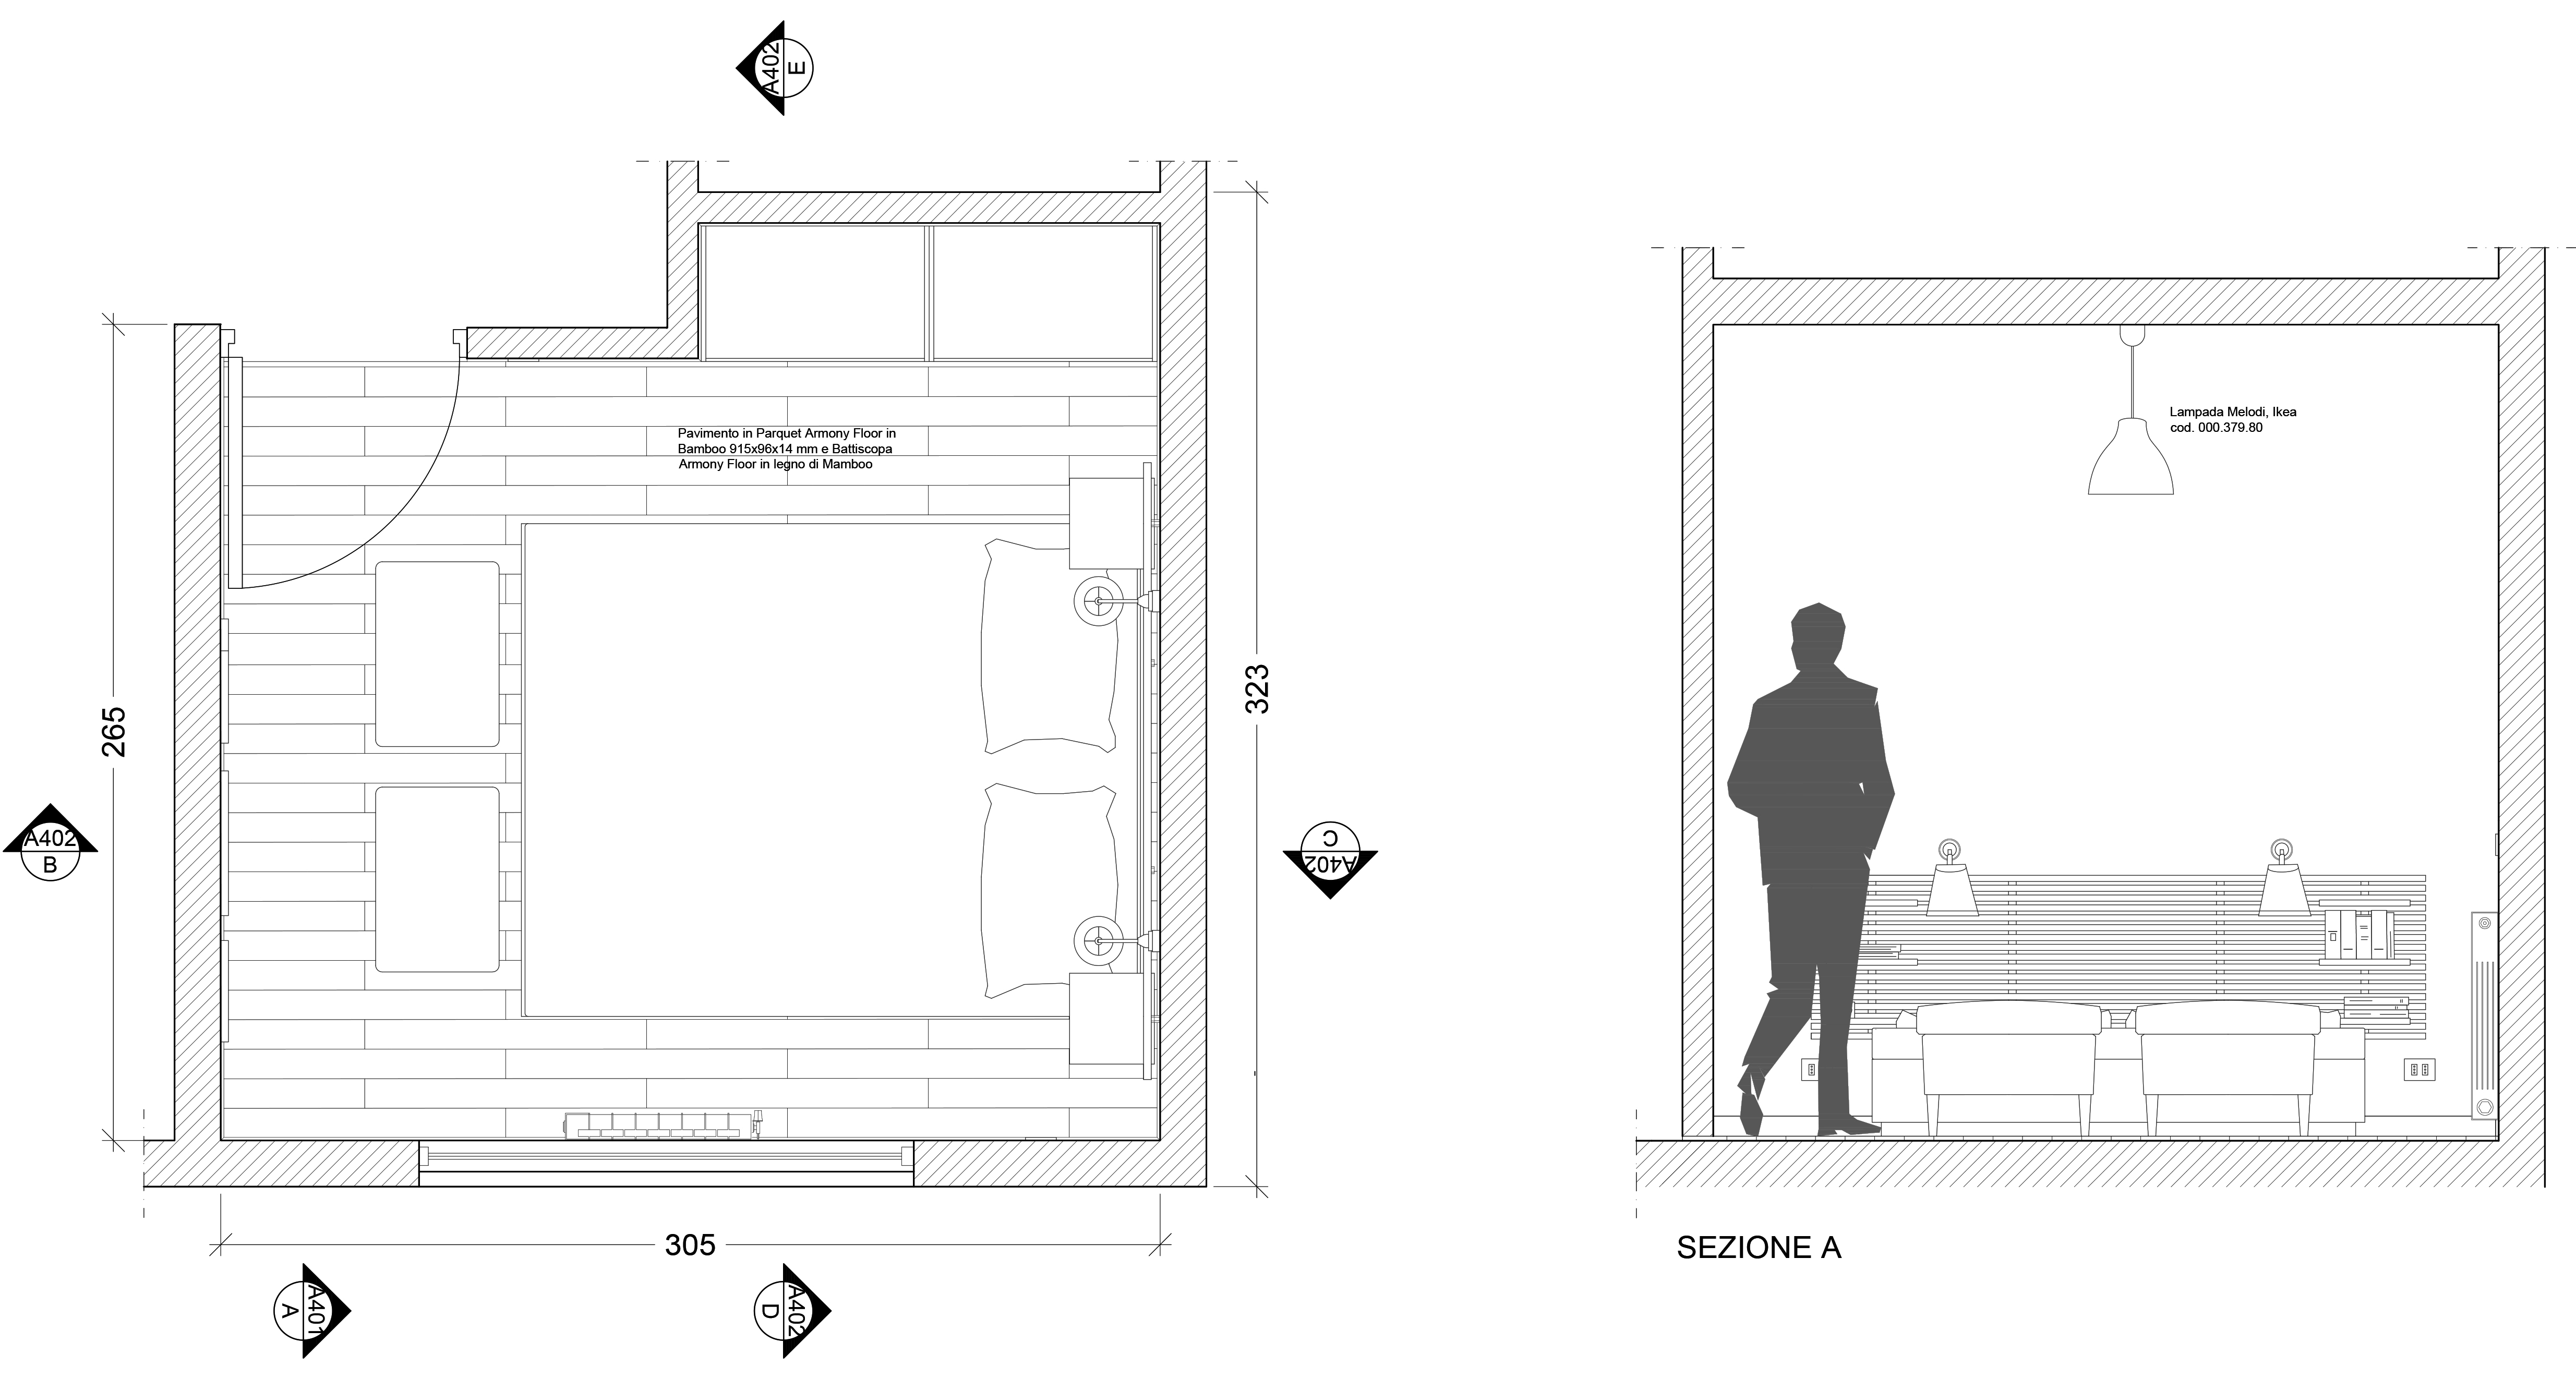 A402
E
Pavimento in Parquet Armony Floor in
Bamboo 915x96x14 mm e Battiscopa
Armony Floor in legno di Mamboo
265
323
A402
B
C
A402
305
A
A401
D
A402
Lampada Melodi, Ikea
cod. 000.379.80
SEZIONE A